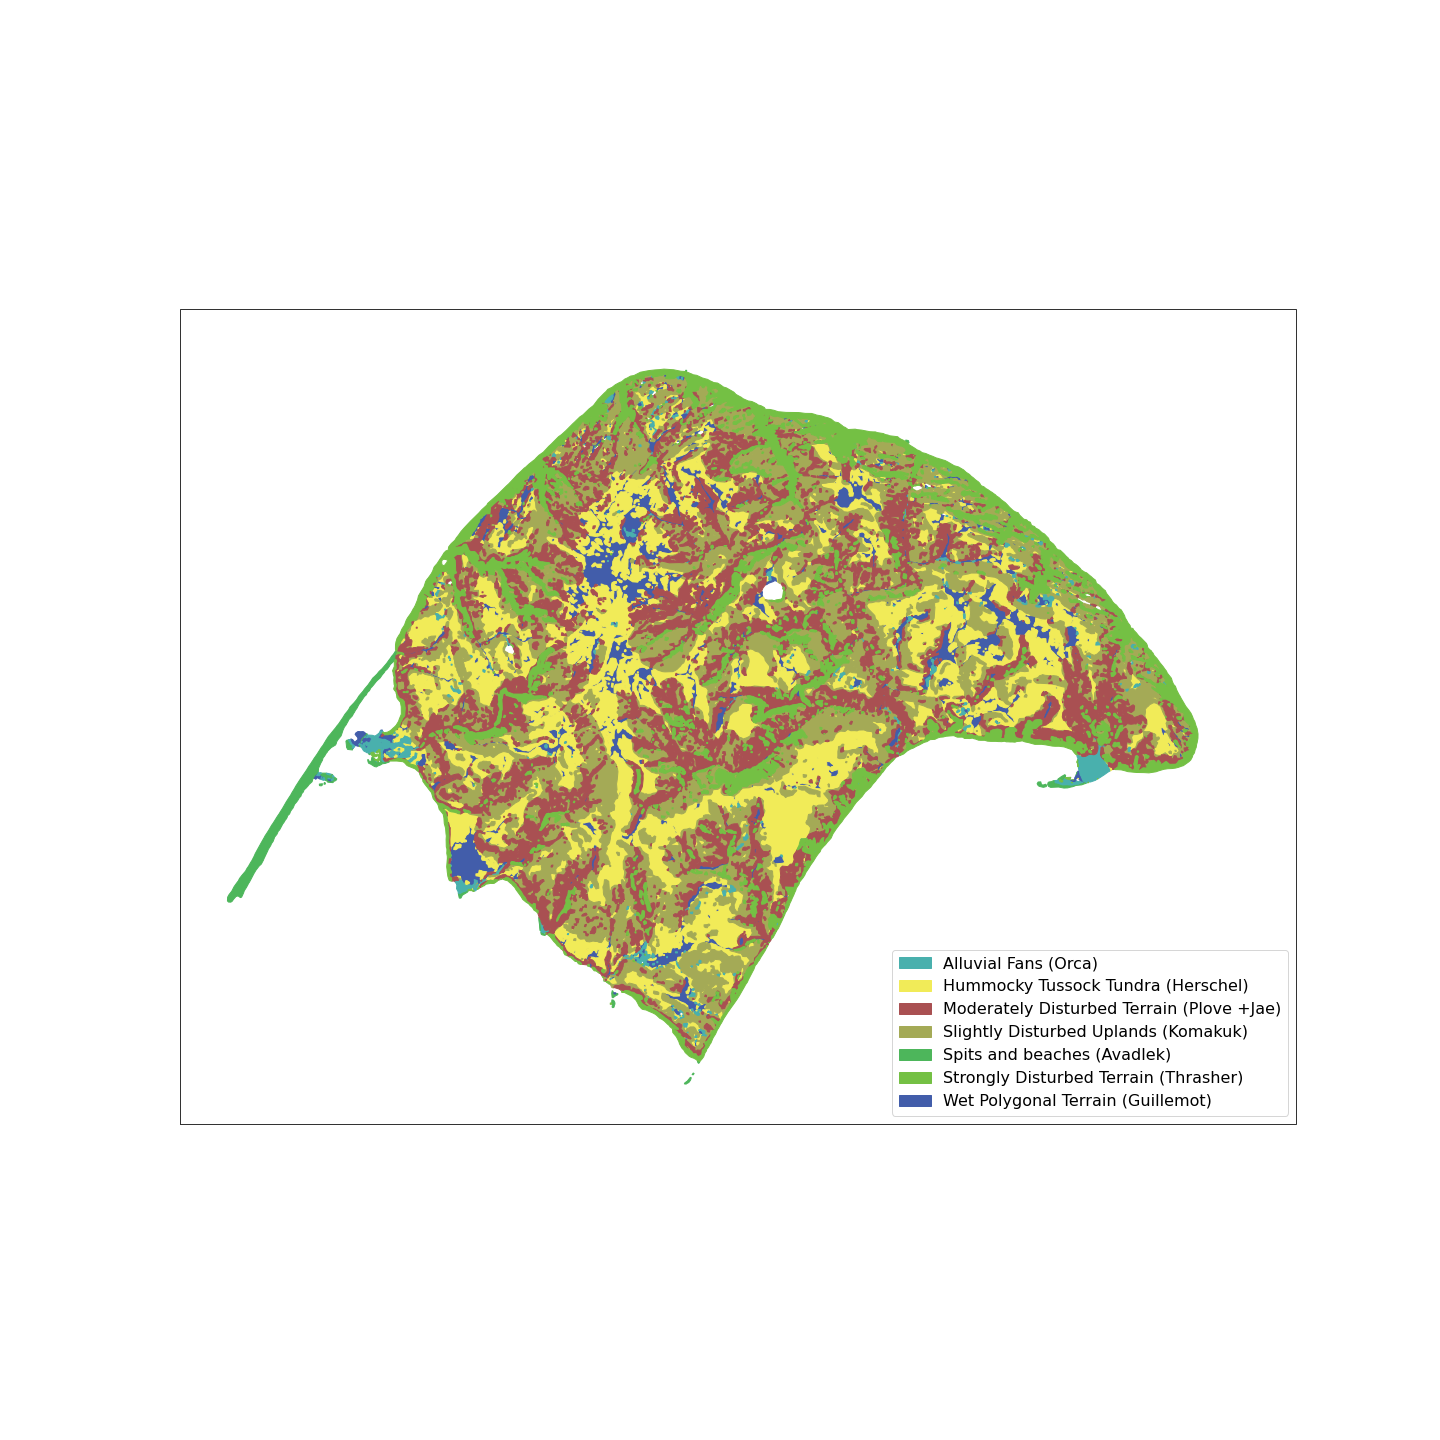 Alluvial Fans (Orca)
Hummocky Tussock Tundra (Herschel)
Moderately Disturbed Terrain (Plove +Jae)
Slightly Disturbed Uplands (Komakuk)
Spits and beaches (Avadlek)
Strongly Disturbed Terrain (Thrasher)
Wet Polygonal Terrain (Guillemot)